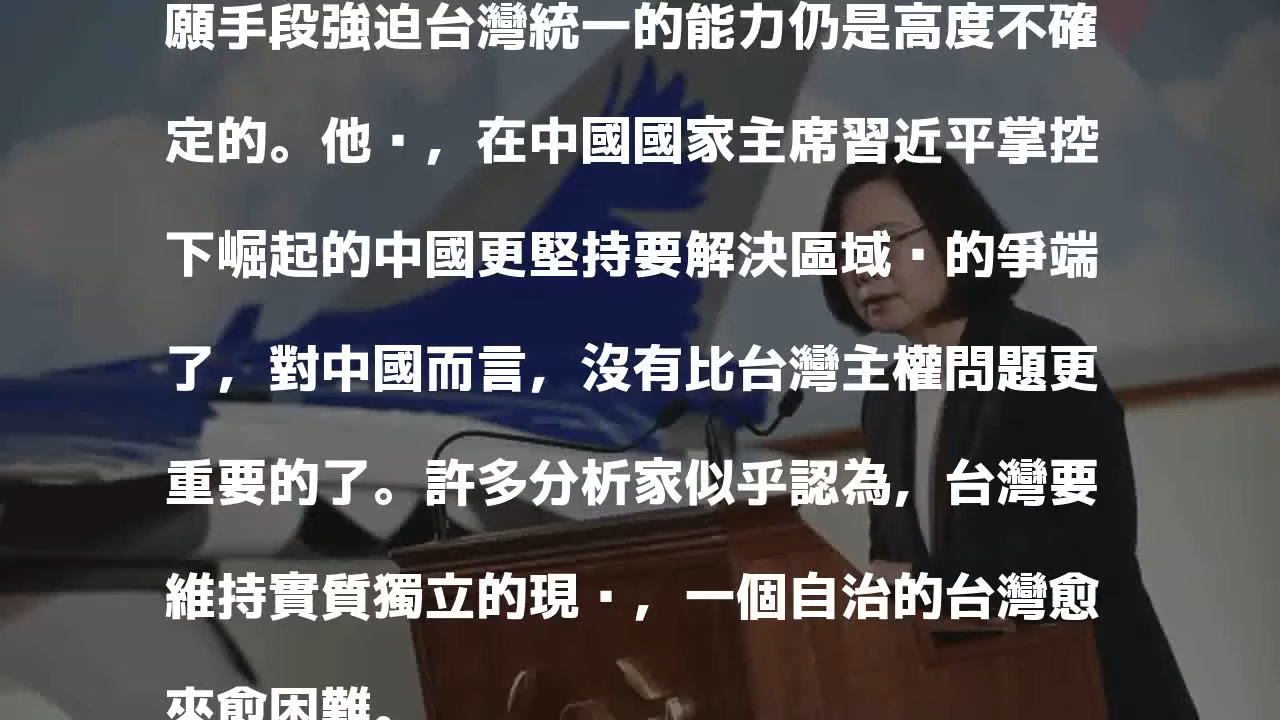 願手段強迫台灣統一的能力仍是高度不確
定的。他▪，在中國國家主席習近平掌控
下崛起的中國更堅持要解決區域▪的爭端
了，對中國而言，沒有比台灣主權問題更
重要的了。許多分析家似乎認為，台灣要
維持實質獨立的現▪，一個自治的台灣愈
來愈困難。